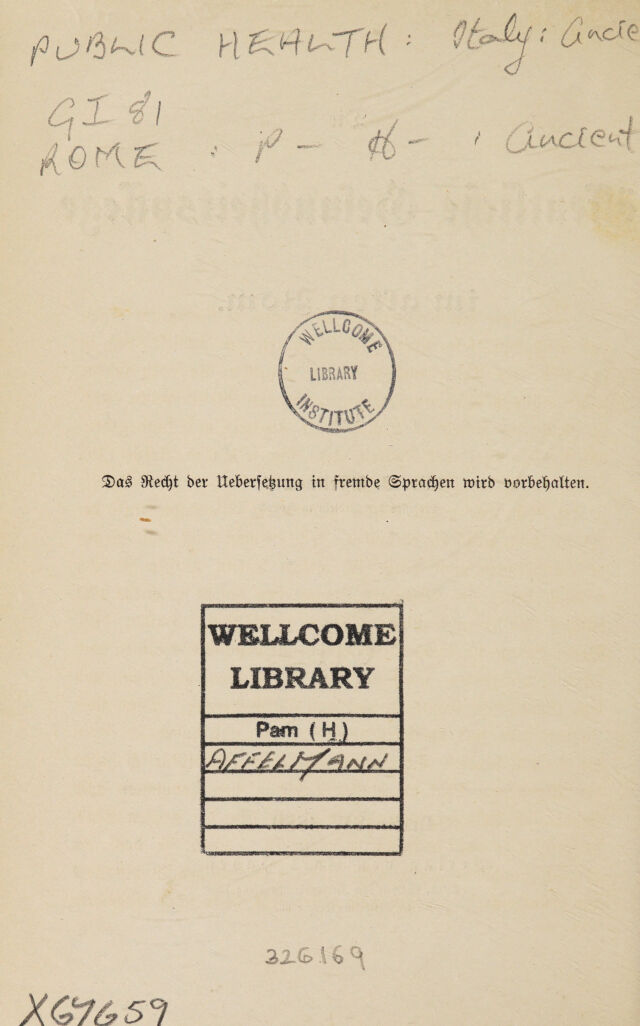 PUBLIC HEALTH: Italy: Ancie
GI 81
ROME : P- H- : Ancient
WELLCOME
LIBRARY
INSTITUTE
Das Recht der Uebersetzung in fremde Sprachen wird vorbehalten.
WELLCOME
LIBRARY
Pam (H)
AFFELMANN
326169
X67659